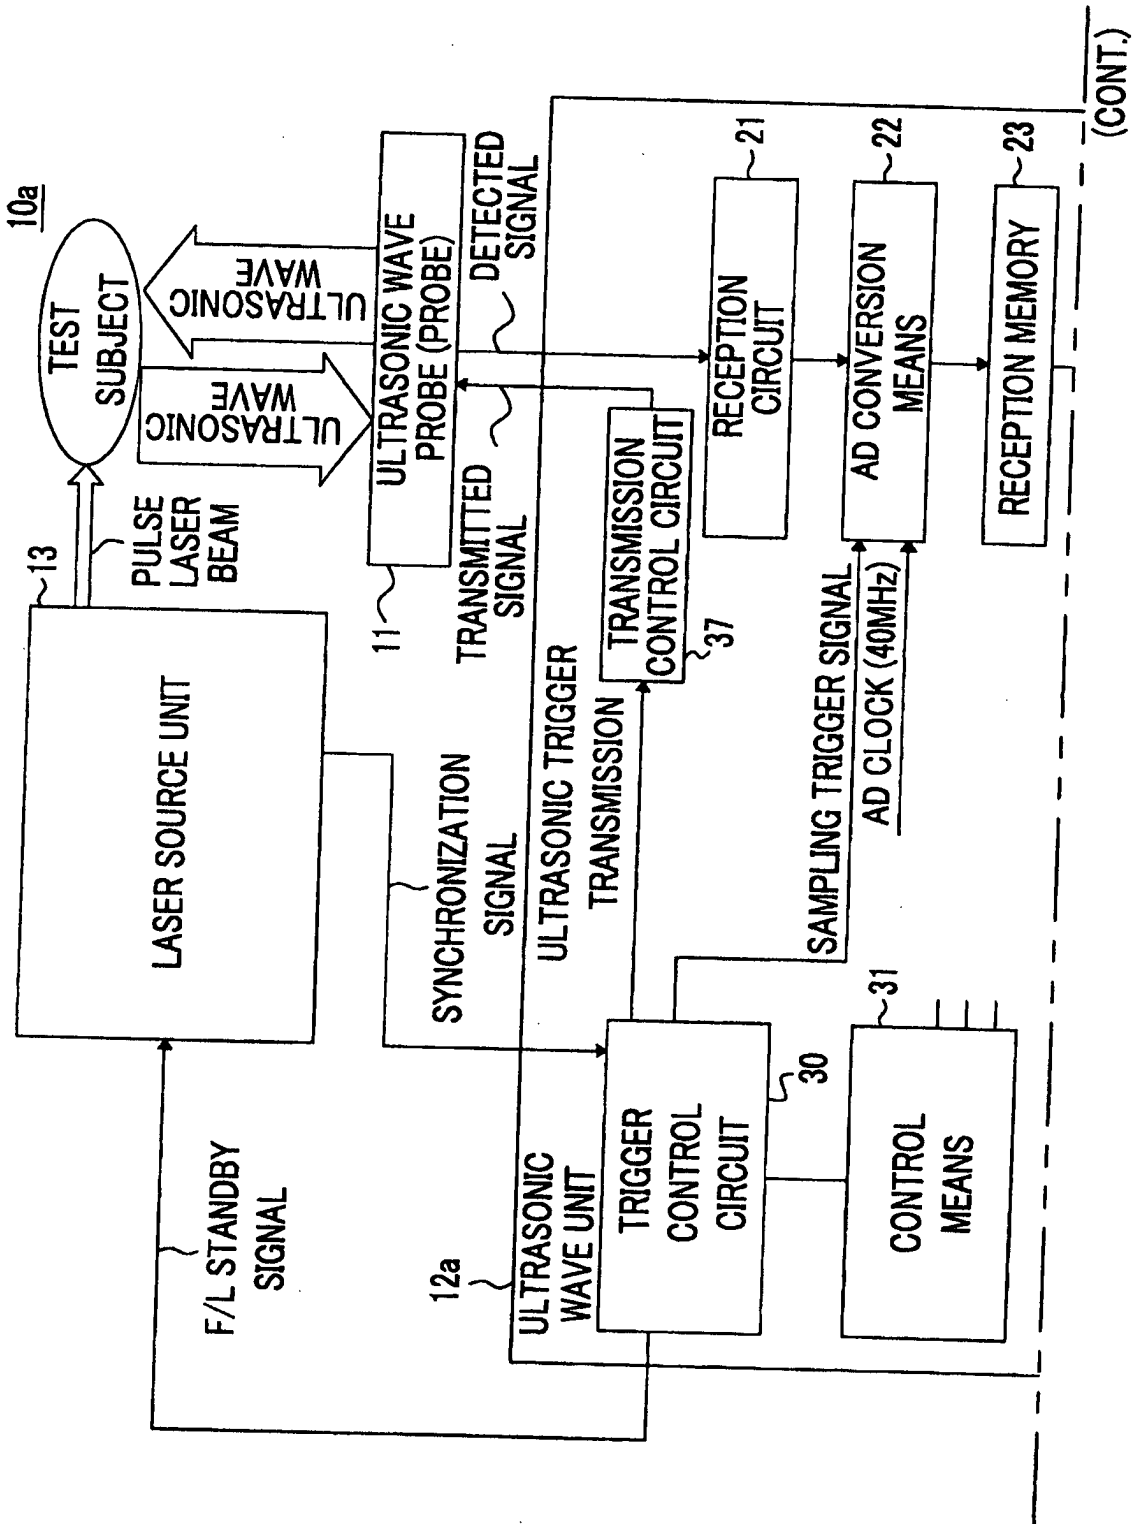 10a
TEST
SUBJECT
ULTRASONIC
WAVE
ULTRASONIC
WAVE
PULSE
LASER
BEAM
13
LASER SOURCE UNIT
F/L STANDBY
SIGNAL
SYNCHRONIZATION
SIGNAL
11
ULTRASONIC WAVE
PROBE (PROBE)
TRANSMITTED
SIGNAL
DETECTED
SIGNAL
12a
ULTRASONIC
WAVE UNIT
ULTRASONIC TRIGGER
TRANSMISSION
TRANSMISSION
CONTROL CIRCUIT
37
TRIGGER
CONTROL
CIRCUIT
30
RECEPTION
CIRCUIT
21
SAMPLING TRIGGER SIGNAL
AD CLOCK (40MHz)
AD CONVERSION
MEANS
22
CONTROL
MEANS
31
RECEPTION MEMORY
23
(CONT.)